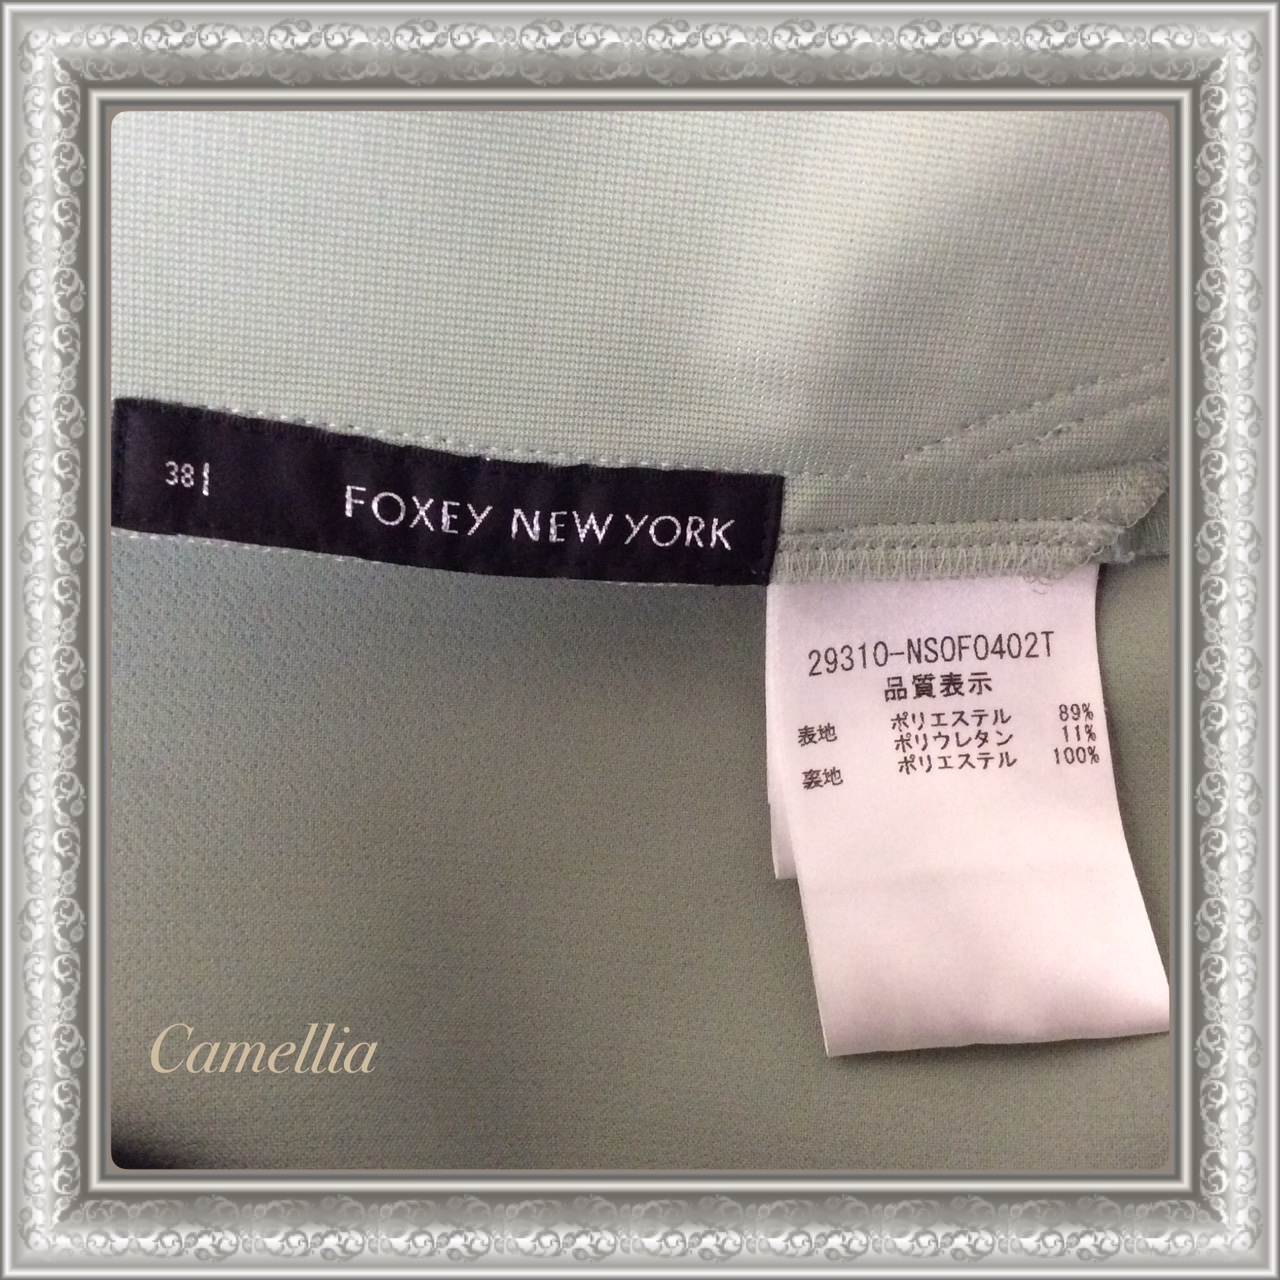 38
FOXEY NEW YORK
29310-NSOF0402T
品質表示
表地 ポリエステル 89%
ポリウレタン 11%
裏地 ポリエステル 100%
Camellia